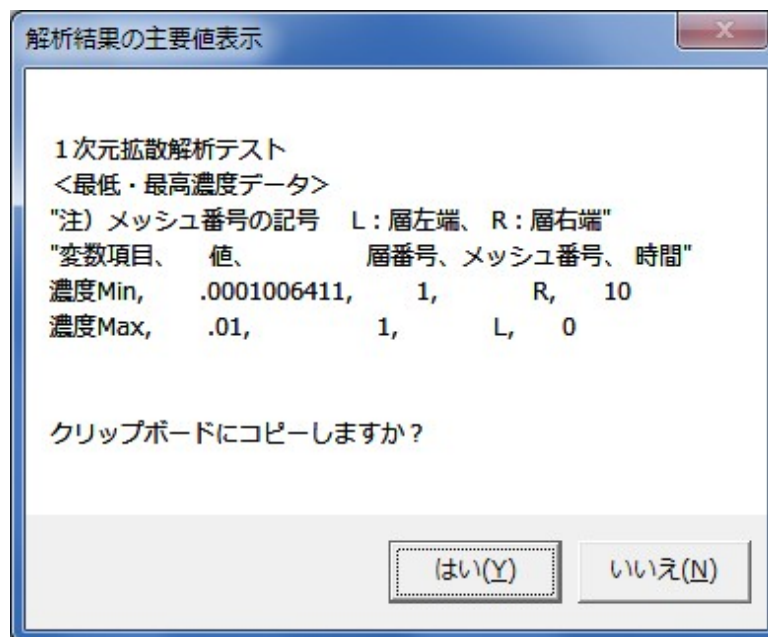 解析結果の主要値表示
１次元拡散解析テスト
＜最低・最高濃度データ＞
"注）メッシュ番号の記号　L：層左端、R：層右端"
"変数項目、　値、　　　　　層番号、メッシュ番号、時間"
濃度Min,　.0001006411,　1,　R,　10
濃度Max,　.01,　1,　L,　0
クリップボードにコピーしますか？
はい(Y)　いいえ(N)